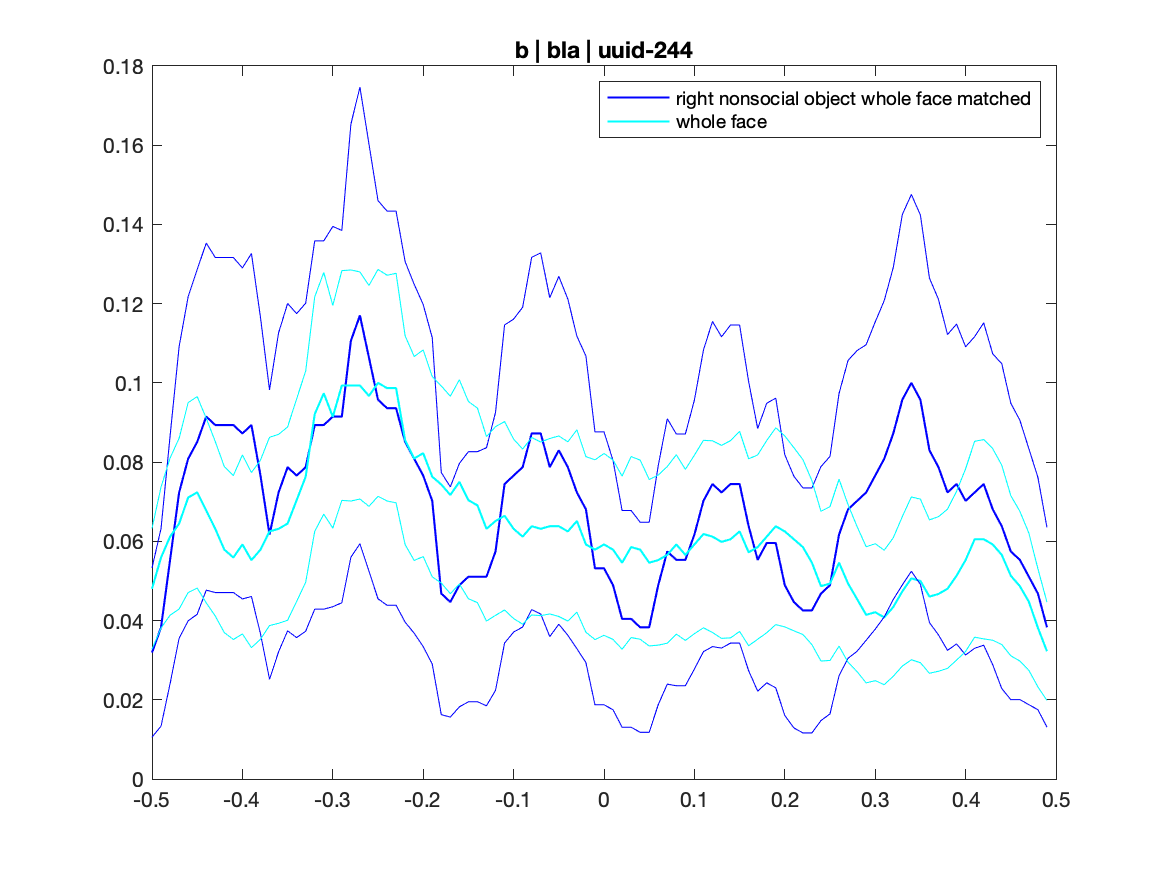 b | bla | uuid-244
right nonsocial object whole face matched
whole face
0.18
0.16
0.14
0.12
0.1
0.08
0.06
0.04
0.02
0
-0.5 -0.4 -0.3 -0.2 -0.1 0 0.1 0.2 0.3 0.4 0.5